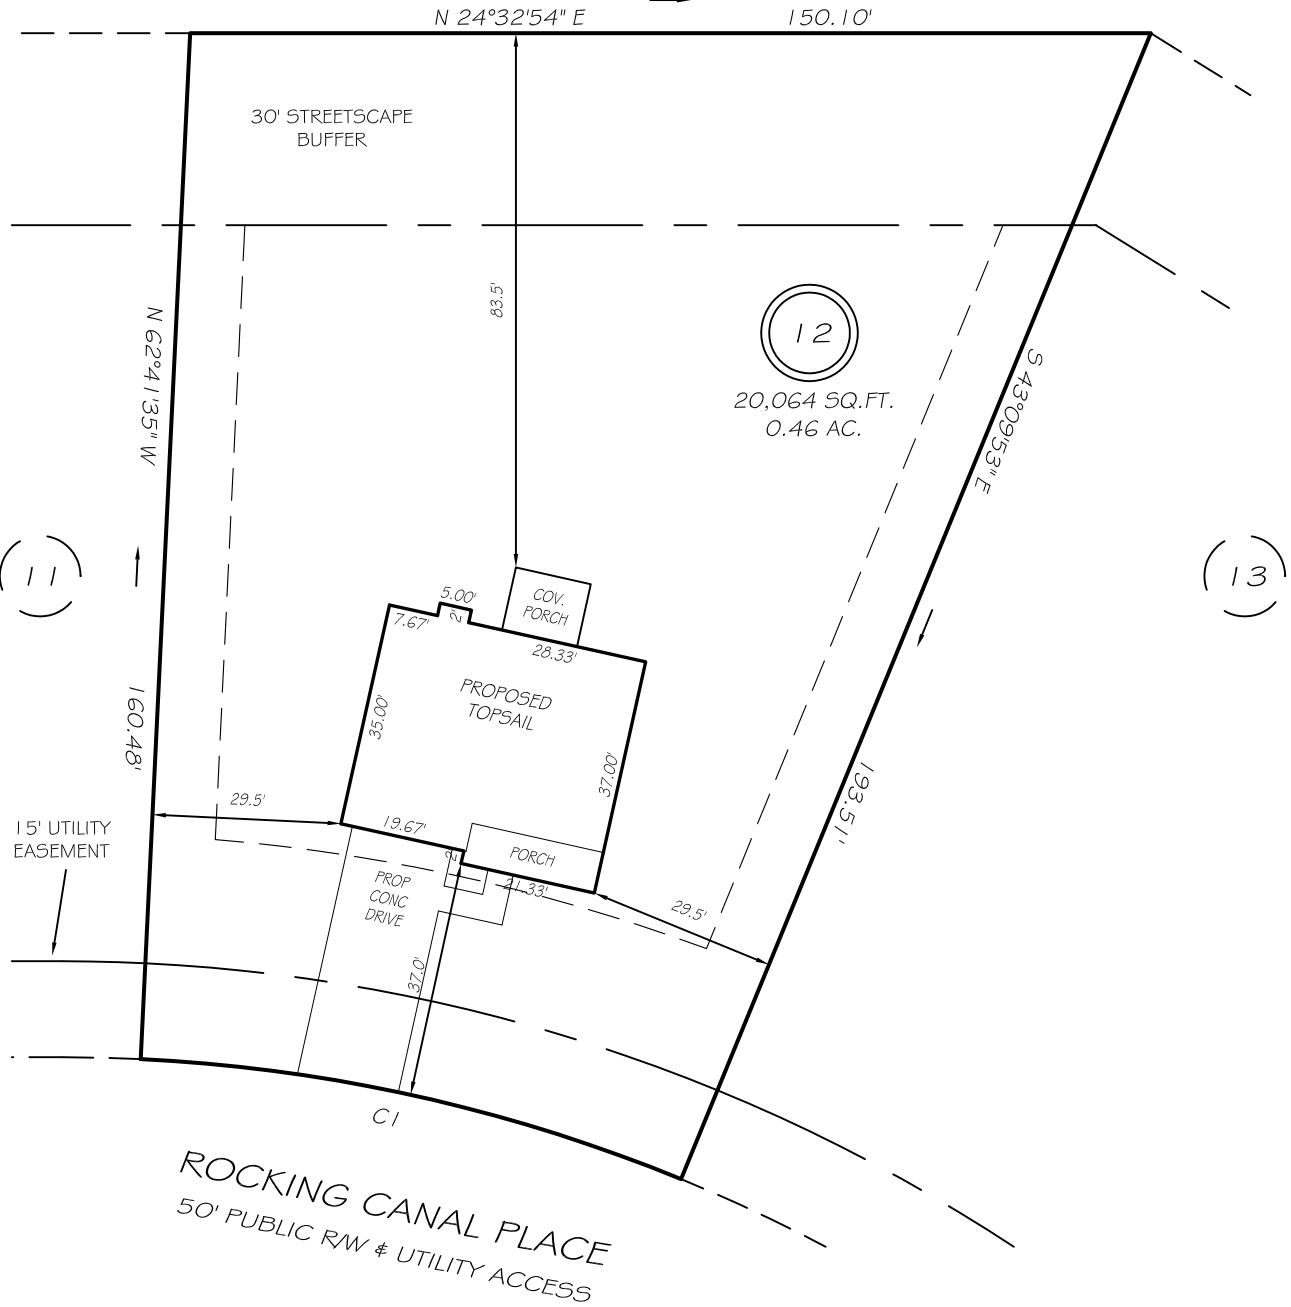 N 24°32'54" E
150.10'
30' STREETSCAPE
BUFFER
83.5'
12
20,064 SQ.FT.
0.46 AC.
N 62°41'35" W
S 43°09'53" E
11
13
5.00'
7.67'
2'
COV.
PORCH
28.33'
PROPOSED
TOPSAIL
35.00'
37.00'
160.48'
193.51'
29.5'
19.67'
15' UTILITY
EASEMENT
2'
PORCH
21.33'
PROP
CONC
DRIVE
29.5'
37.0'
C1
ROCKING CANAL PLACE
50' PUBLIC R/W & UTILITY ACCESS